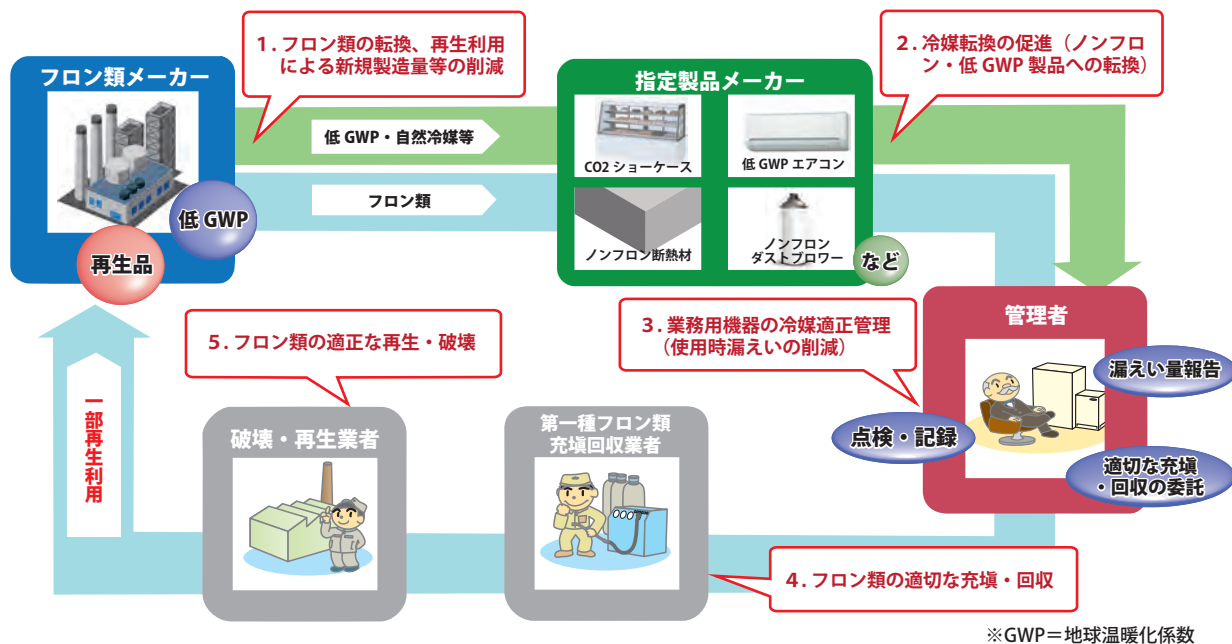 1．フロン類の転換、再生利用
による新規製造量等の削減
2．冷媒転換の促進（ノンフロ
ン・低 GWP 製品への転換）
フロン類メーカー
指定製品メーカー
低 GWP・自然冷媒等
CO2 ショーケース
低 GWP エアコン
フロン類
低 GWP
再生品
ノンフロン断熱材
ノンフロン
ダストブロワー
など
3．業務用機器の冷媒適正管理
（使用時漏えいの削減）
管理者
漏えい量報告
点検・記録
適切な充塡
・回収の委託
5．フロン類の適正な再生・破壊
一部再生利用
破壊・再生業者
第一種フロン類
充塡回収業者
4．フロン類の適切な充塡・回収
※GWP＝地球温暖化係数